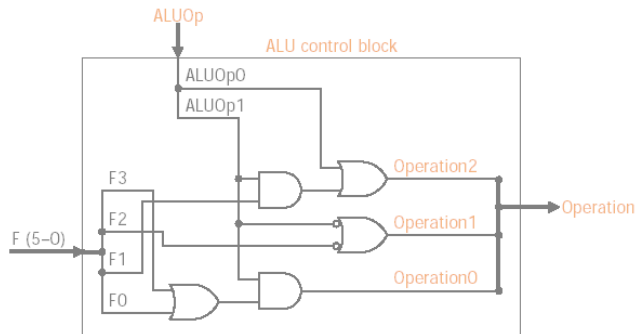 ALUOp
ALU control block
ALUOp0
ALUOp1
F3
Operation2
F2
Operation
F (5–0)
Operation1
F1
Operation0
F0